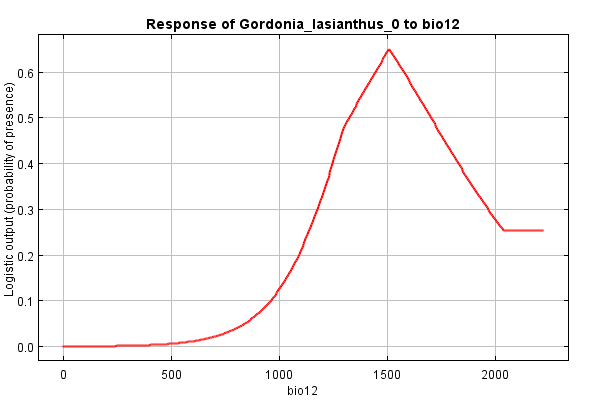 Response of Gordonia_lasianthus_0 to bio12
Logistic output (probability of presence)
0.6
0.5
0.4
0.3
0.2
0.1
0.0
0 500 1000 1500 2000
bio12